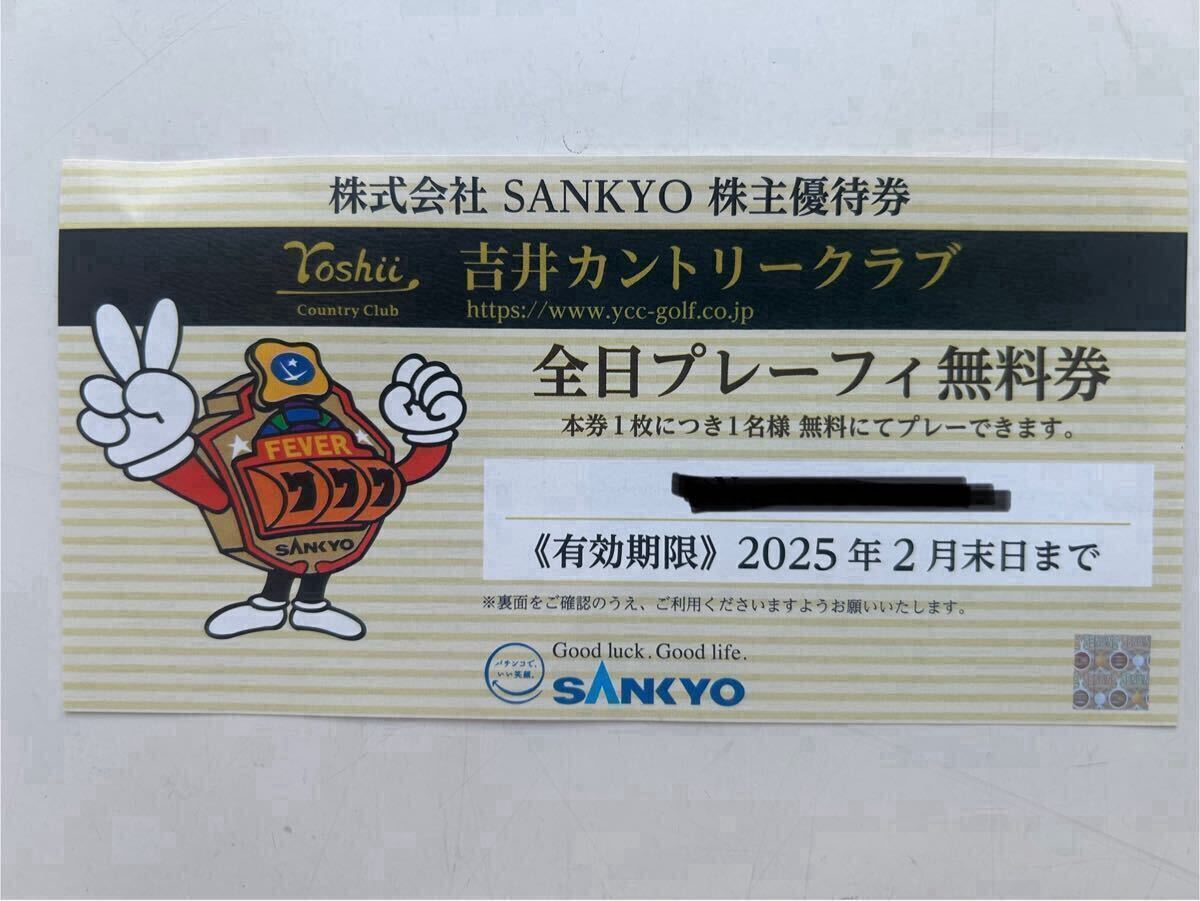 株式会社 SANKYO 株主優待券
Yoshii
Country Club
吉井カントリークラブ
https://www.ycc-golf.co.jp
全日プレーフィ無料券
本券1枚につき1名様 無料にてプレーできます。
FEVER
777
SANKYO
《有効期限》2025年2月末日まで
※裏面をご確認のうえ、ご利用くださいますようお願いいたします。
パチンコで、
いい笑顔。
Good luck. Good life.
SANKYO